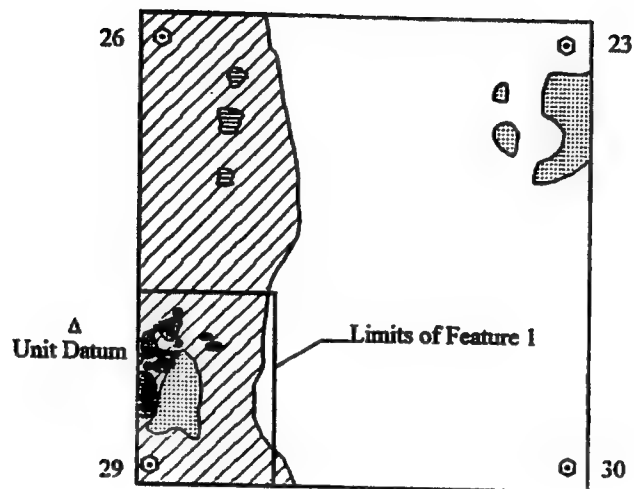 26
23
Δ
Unit Datum
Limits of Feature 1
29
30